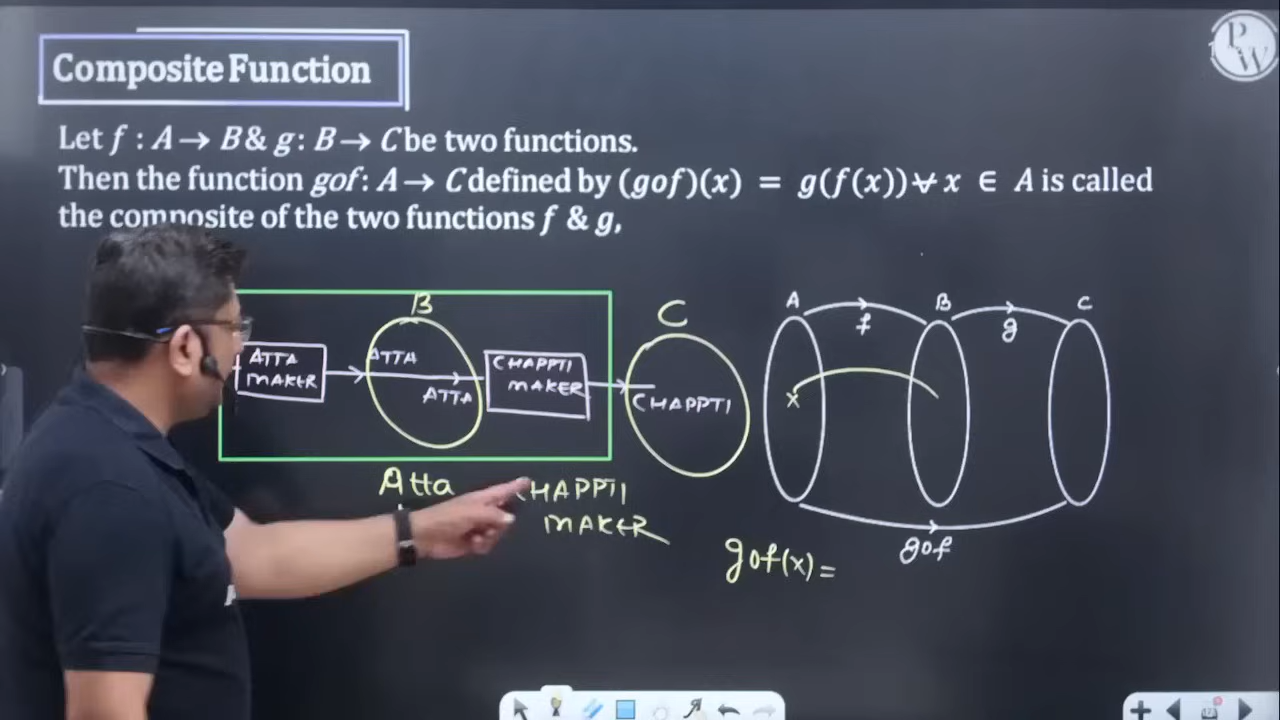 Composite Function
PW
Let f : A → B & g: B → C be two functions.
Then the function gof: A → C defined by (gof)(x) = g(f(x)) ∀ x ∈ A is called
the composite of the two functions f & g,
B
ATTA
MAKER
ATTA
ATTA
CHAPPTI
MAKER
C
CHAPPTI
Atta
CHAPPTI
MAKER
A
f
B
g
C
x
gof
gof(x) =